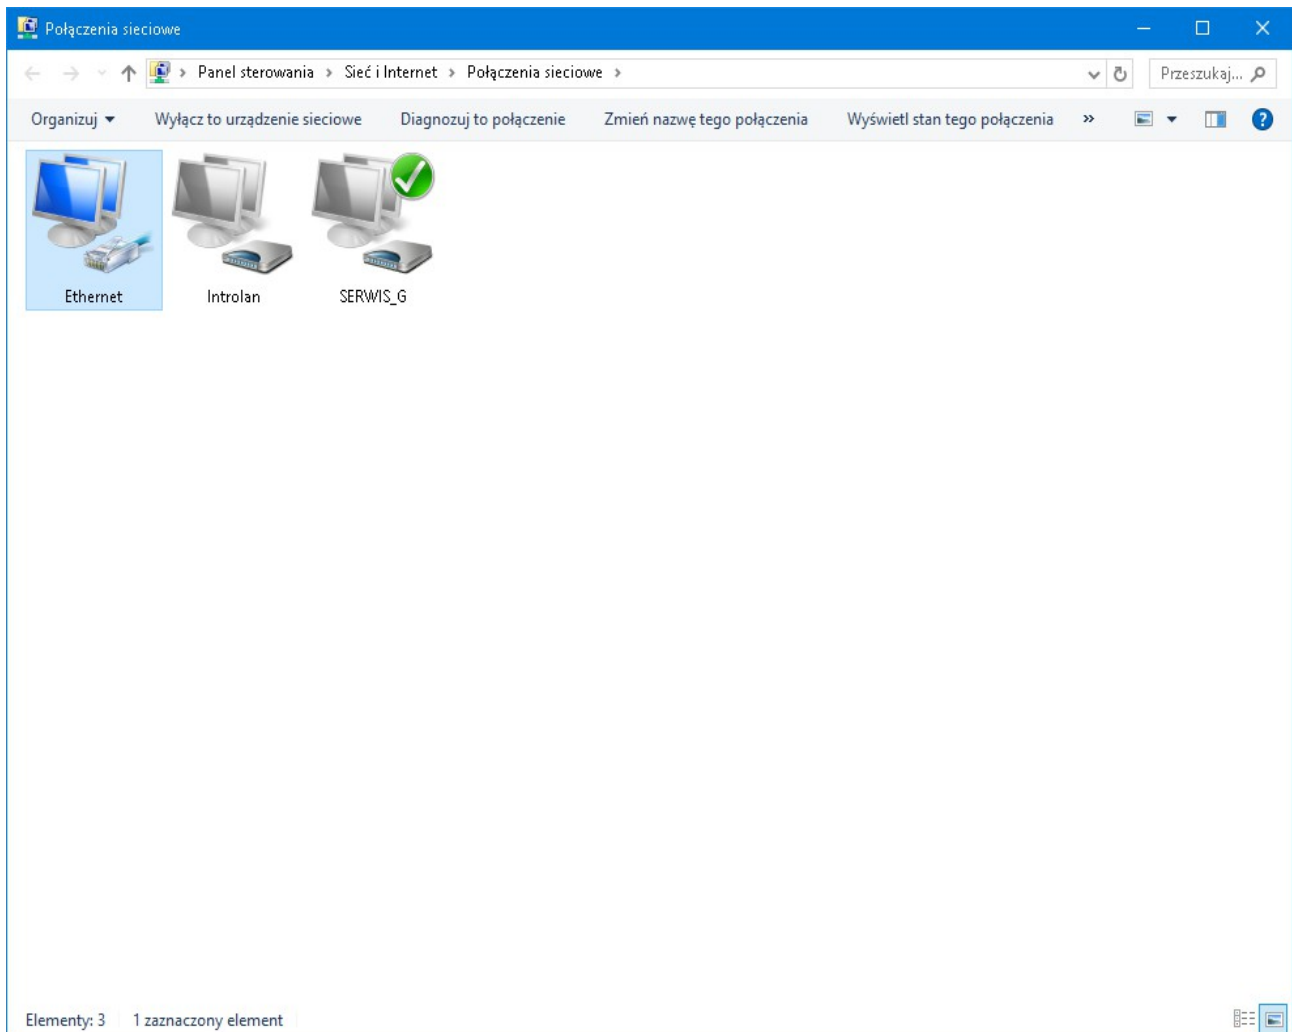 Połączenia sieciowe
Panel sterowania > Sieć i Internet > Połączenia sieciowe >
Przeszukaj...
Organizuj Wyłącz to urządzenie sieciowe Diagnozuj to połączenie Zmień nazwę tego połączenia Wyświetl stan tego połączenia »
Ethernet Introlan SERWIS_G
Elementy: 3 1 zaznaczony element